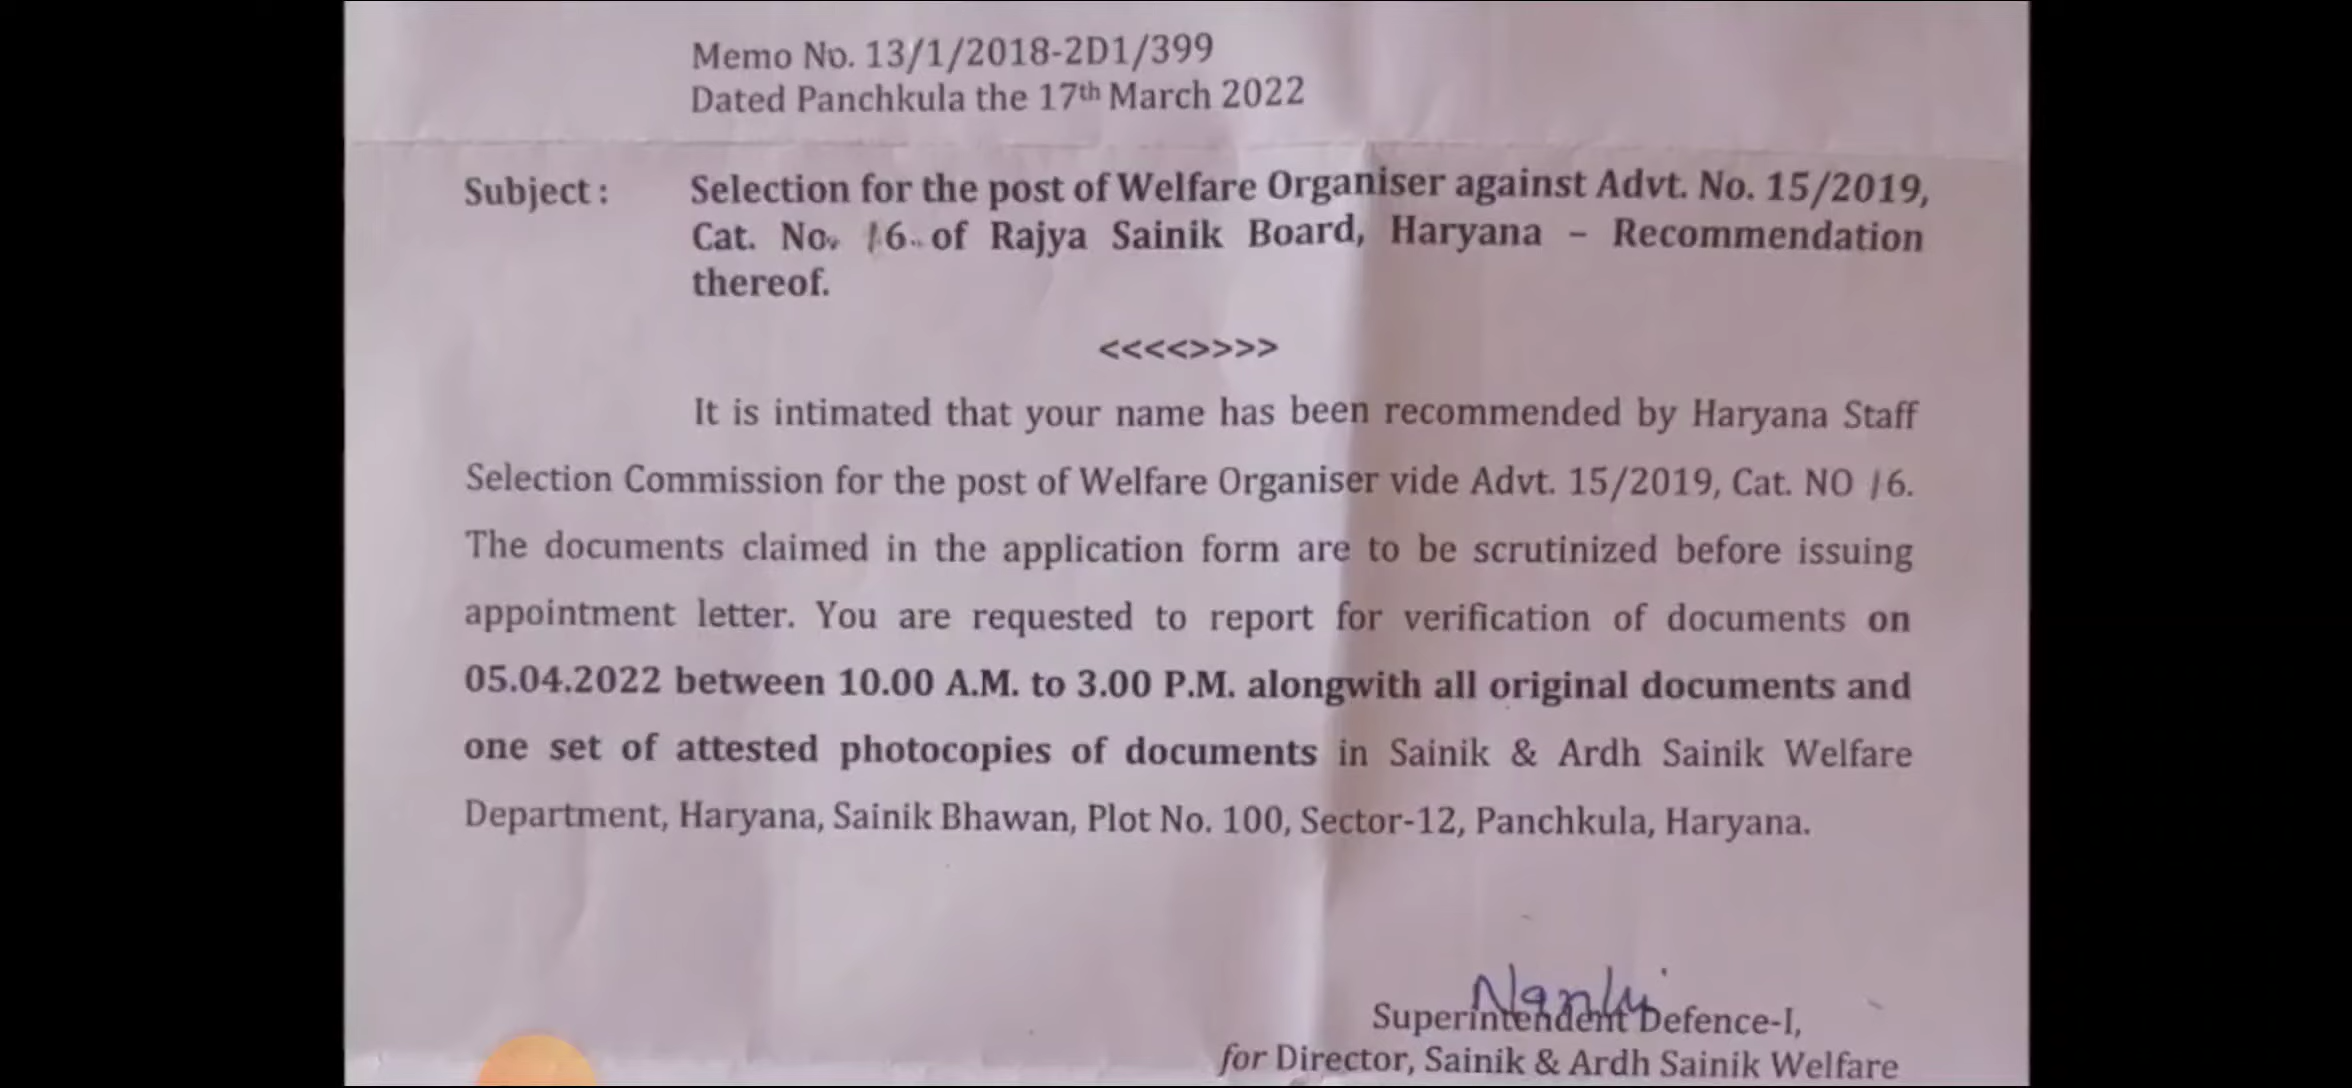 Memo No. 13/1/2018-2D1/399
Dated Panchkula the 17th March 2022
Subject : Selection for the post of Welfare Organiser against Advt. No. 15/2019,
Cat. No. 16 of Rajya Sainik Board, Haryana – Recommendation
thereof.
<<<<>>>>
It is intimated that your name has been recommended by Haryana Staff
Selection Commission for the post of Welfare Organiser vide Advt. 15/2019, Cat. NO 16.
The documents claimed in the application form are to be scrutinized before issuing
appointment letter. You are requested to report for verification of documents on
05.04.2022 between 10.00 A.M. to 3.00 P.M. alongwith all original documents and
one set of attested photocopies of documents in Sainik & Ardh Sainik Welfare
Department, Haryana, Sainik Bhawan, Plot No. 100, Sector-12, Panchkula, Haryana.
Superintendent Defence-I,
for Director, Sainik & Ardh Sainik Welfare